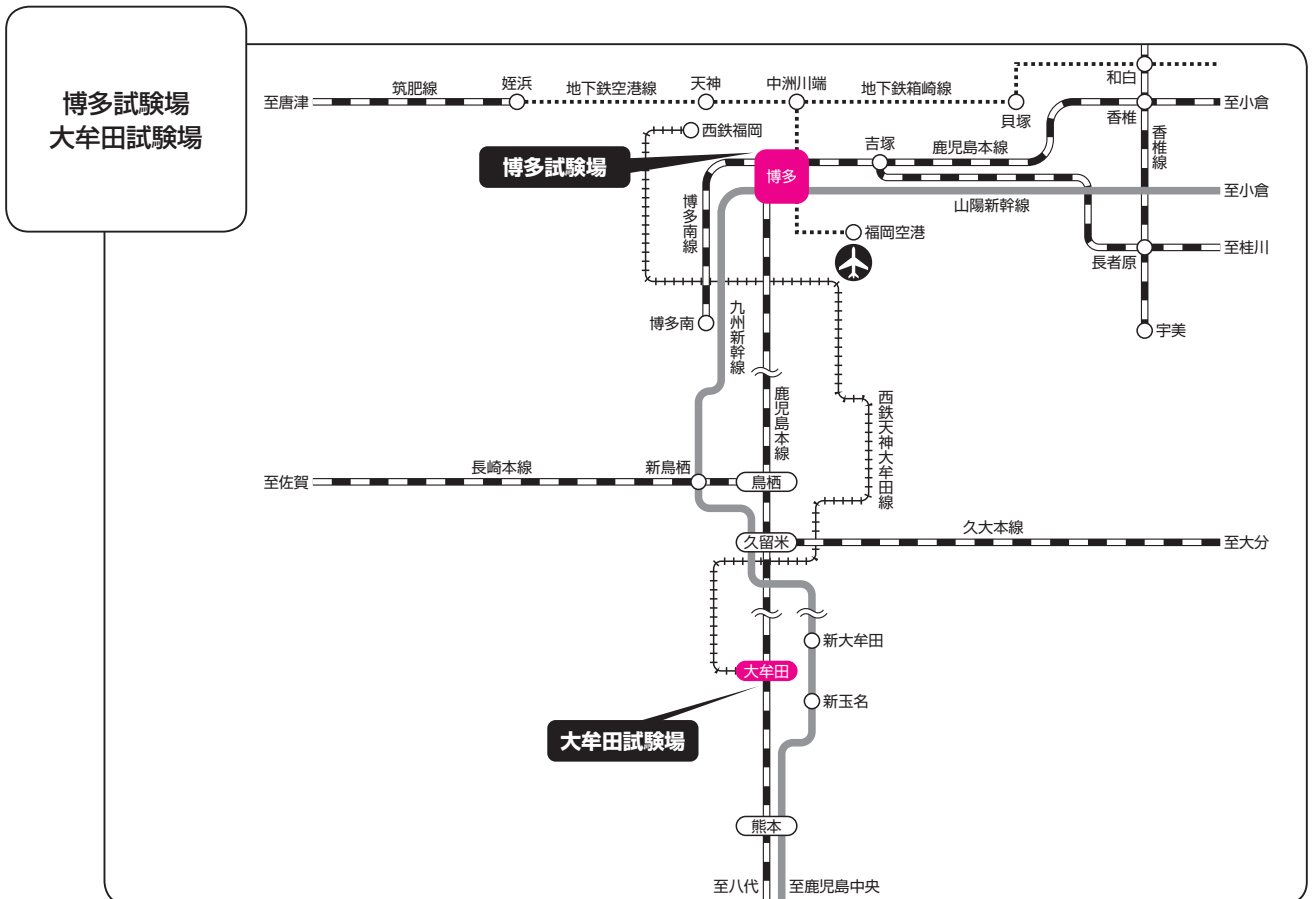 博多試験場
大牟田試験場
和白
筑肥線
姪浜
地下鉄空港線
天神
中洲川端
地下鉄箱崎線
至唐津
貝塚
香椎
至小倉
西鉄福岡
吉塚
鹿児島本線
香椎線
博多試験場
博多
博多南線
山陽新幹線
至小倉
福岡空港
長者原
至桂川
博多南
九州新幹線
宇美
鹿児島本線
西鉄天神大牟田線
長崎本線
新鳥栖
至佐賀
鳥栖
久留米
久大本線
至大分
新大牟田
大牟田
新玉名
大牟田試験場
熊本
至八代
至鹿児島中央